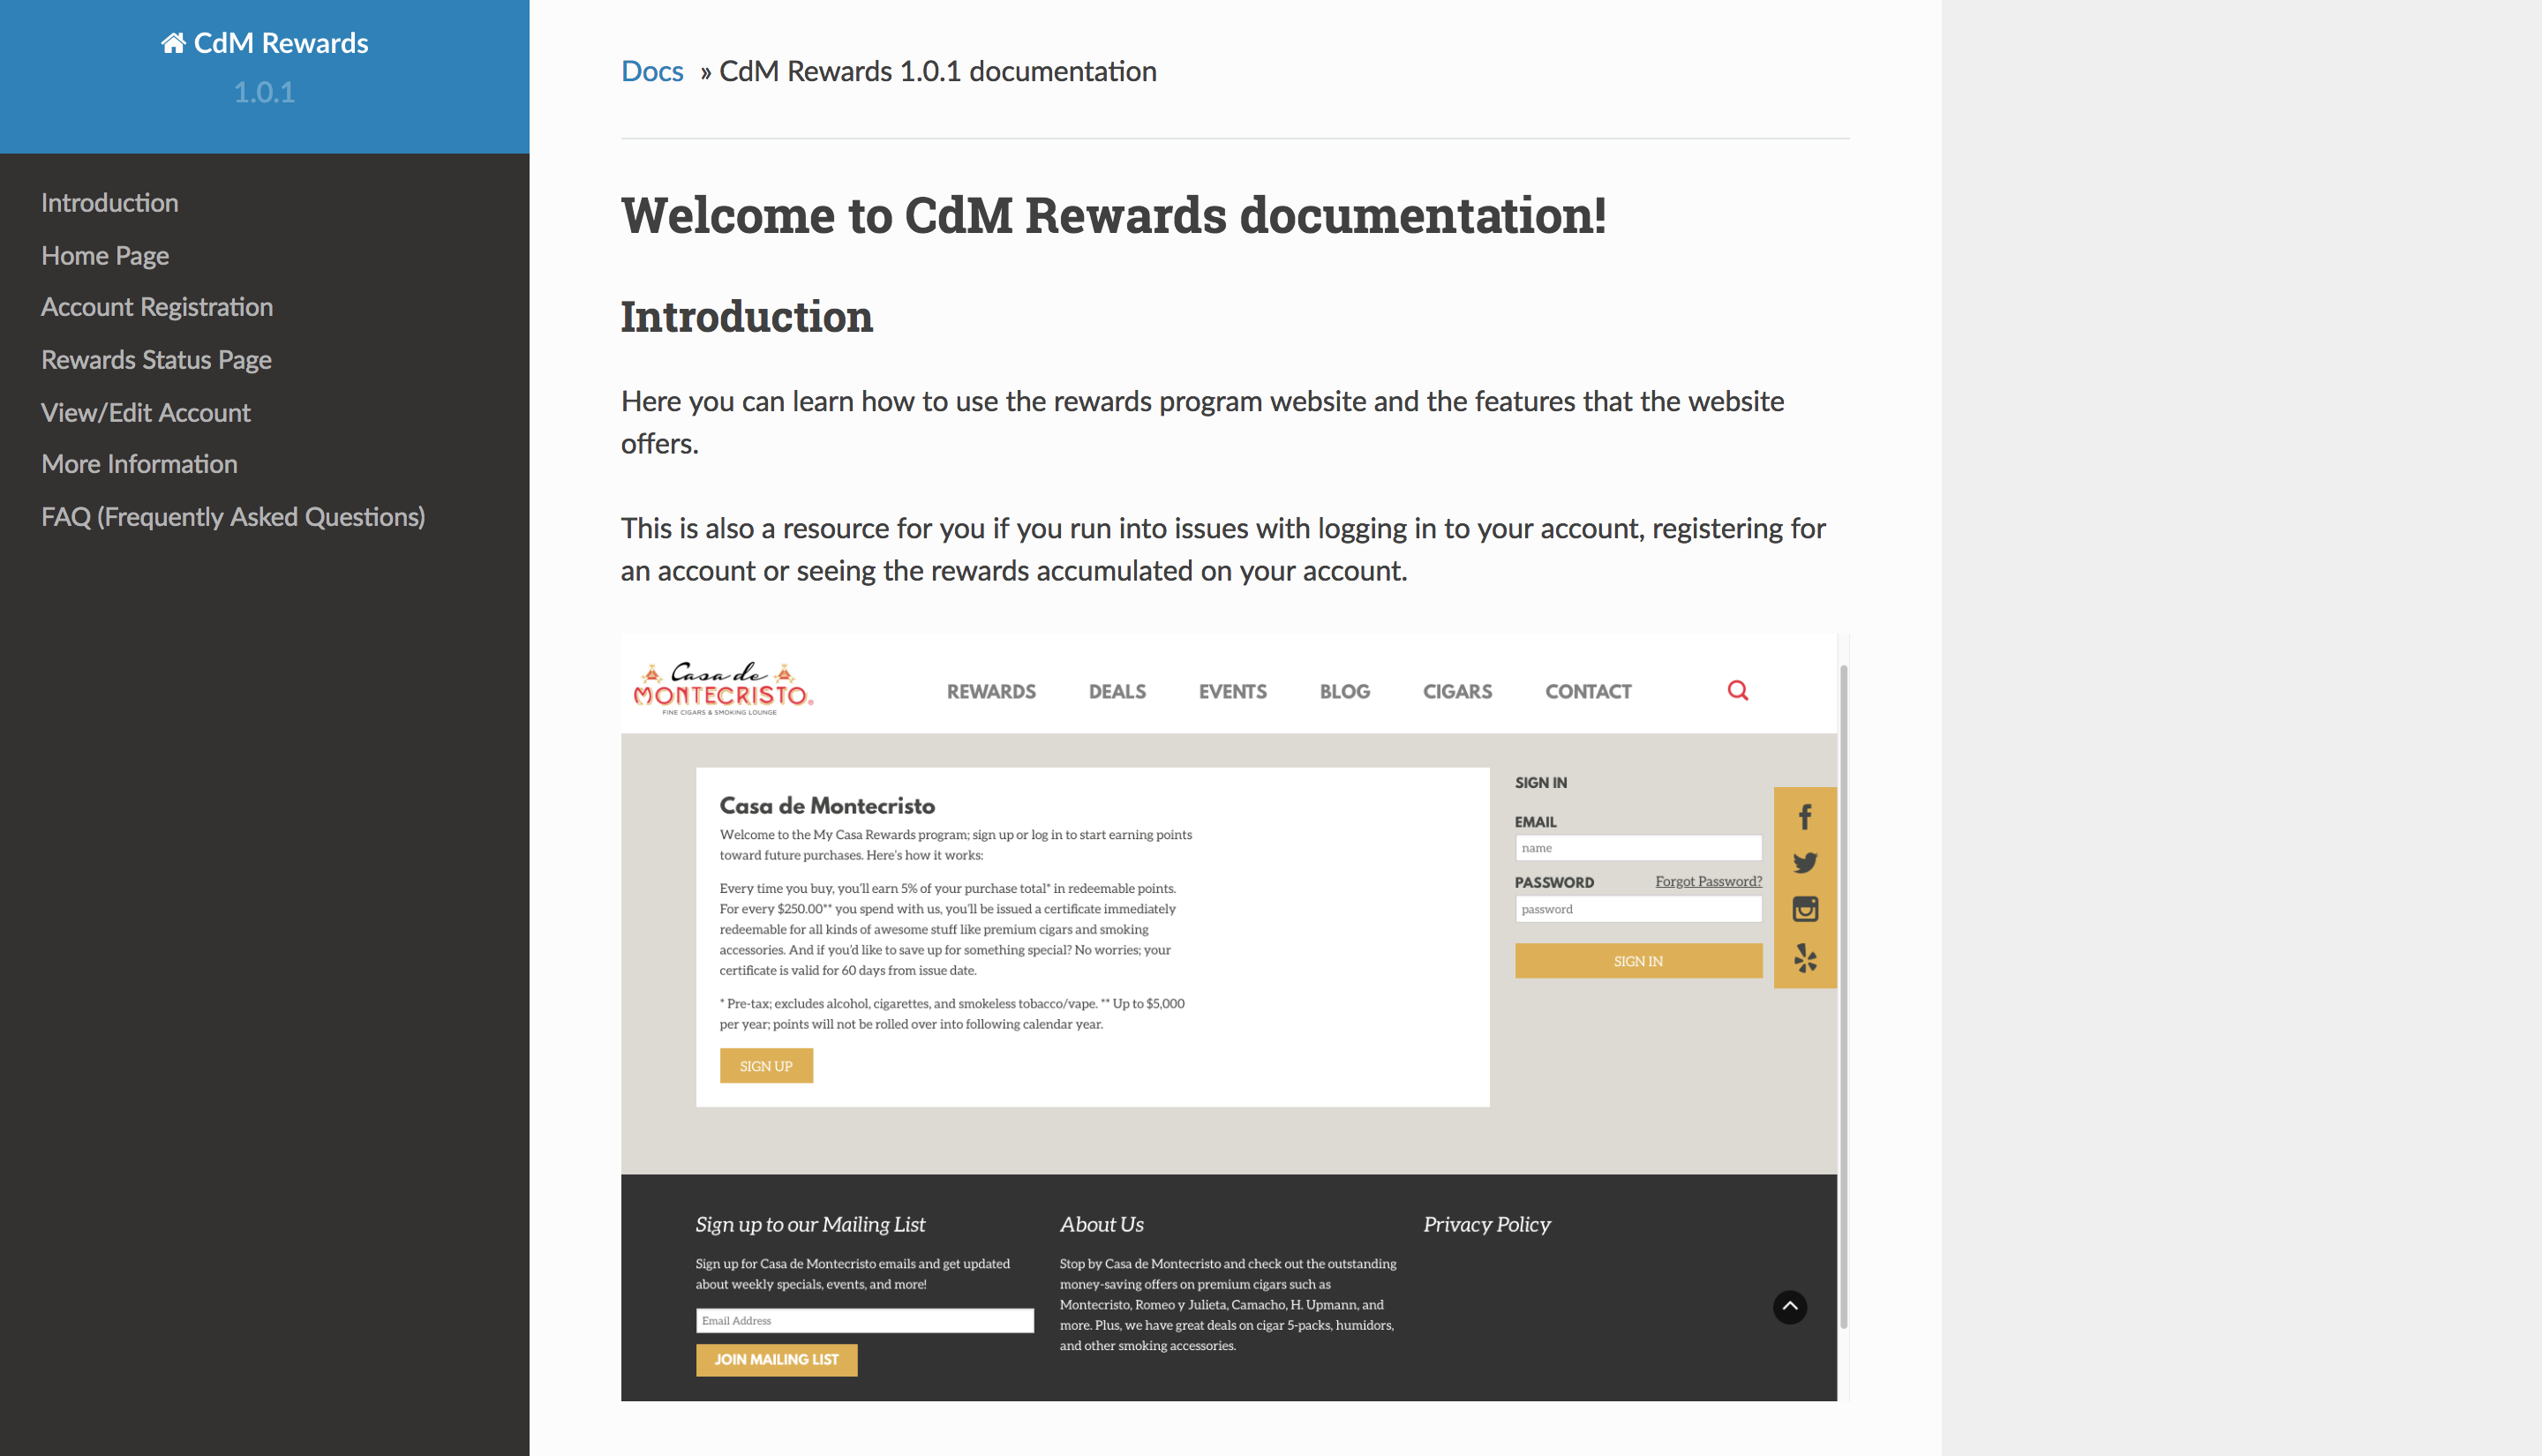 CdM Rewards
1.0.1
Introduction
Home Page
Account Registration
Rewards Status Page
View/Edit Account
More Information
FAQ (Frequently Asked Questions)
Docs » CdM Rewards 1.0.1 documentation
Welcome to CdM Rewards documentation!
Introduction
Here you can learn how to use the rewards program website and the features that the website
offers.
This is also a resource for you if you run into issues with logging in to your account, registering for
an account or seeing the rewards accumulated on your account.
Casa de
MONTECRISTO®
FINE CIGARS & SMOKING LOUNGE
REWARDS DEALS EVENTS BLOG CIGARS CONTACT
Casa de Montecristo
Welcome to the My Casa Rewards program; sign up or log in to start earning points
toward future purchases. Here's how it works:
Every time you buy, you'll earn 5% of your purchase total* in redeemable points.
For every $250.00** you spend with us, you'll be issued a certificate immediately
redeemable for all kinds of awesome stuff like premium cigars and smoking
accessories. And if you'd like to save up for something special? No worries; your
certificate is valid for 60 days from issue date.
* Pre-tax; excludes alcohol, cigarettes, and smokeless tobacco/vape. ** Up to $5,000
per year; points will not be rolled over into following calendar year.
SIGN UP
SIGN IN
EMAIL
name
PASSWORD Forgot Password?
password
SIGN IN
Sign up to our Mailing List
Sign up for Casa de Montecristo emails and get updated
about weekly specials, events, and more!
Email Address
JOIN MAILING LIST
About Us
Stop by Casa de Montecristo and check out the outstanding
money-saving offers on premium cigars such as
Montecristo, Romeo y Julieta, Camacho, H. Upmann, and
more. Plus, we have great deals on cigar 5-packs, humidors,
and other smoking accessories.
Privacy Policy